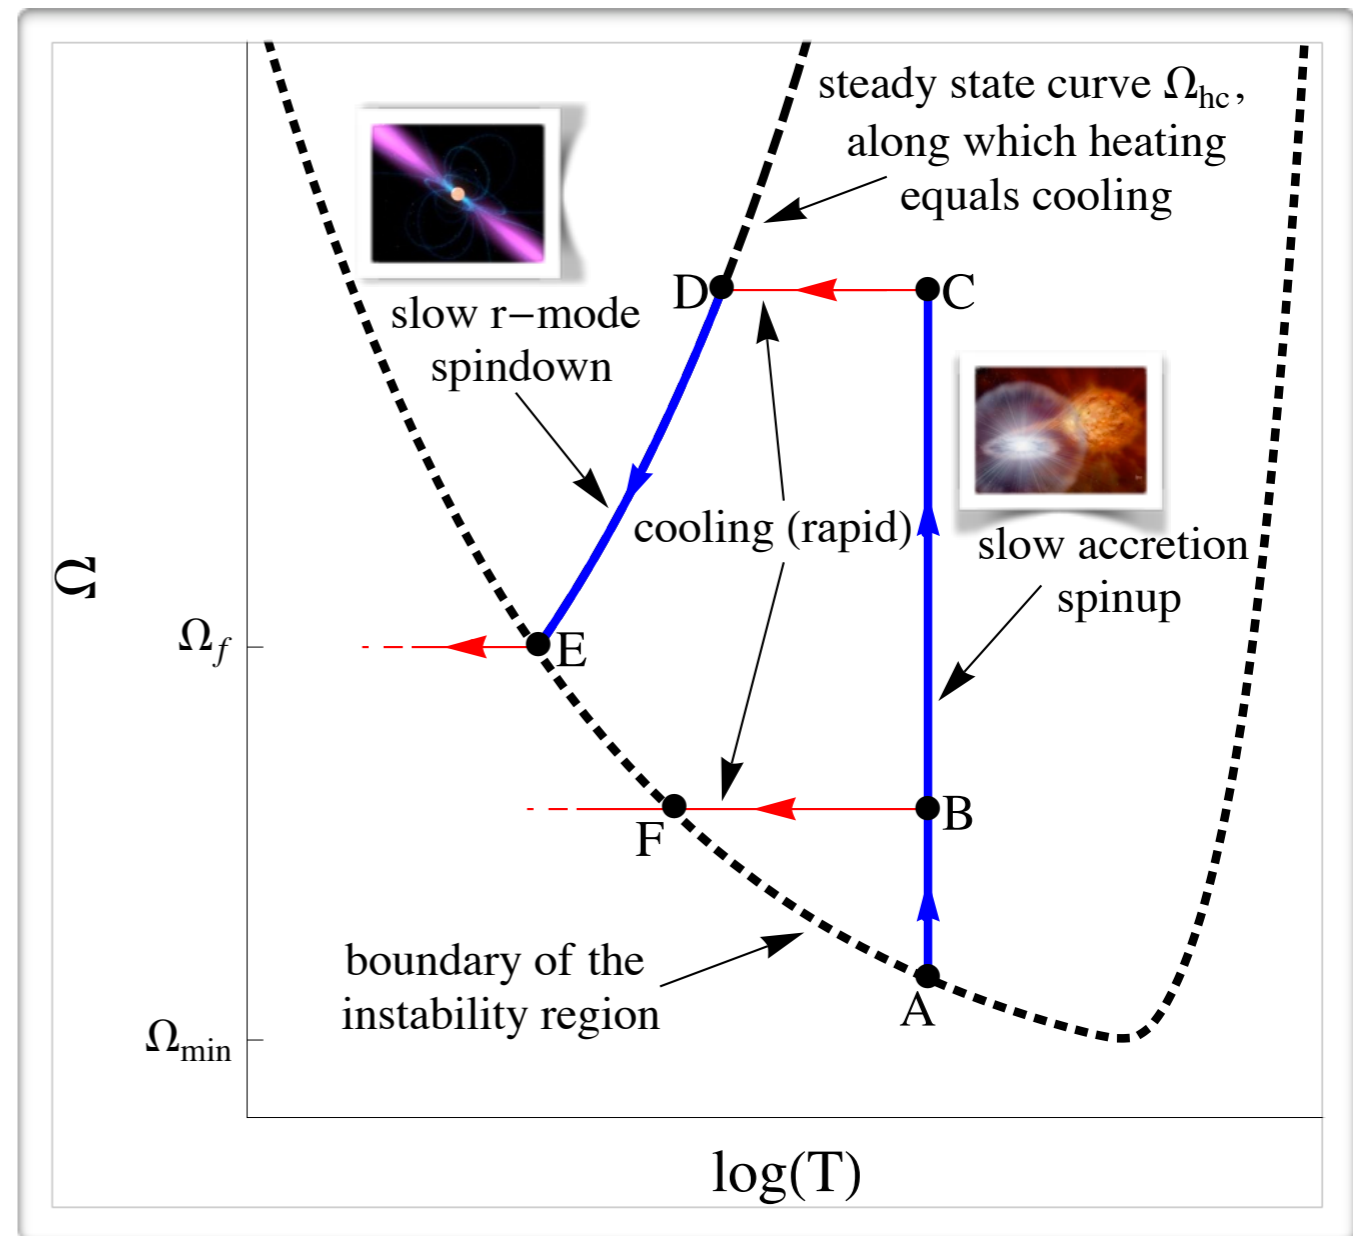 steady state curve Ωhc,
along which heating
equals cooling
D
C
slow r−mode
spindown
cooling (rapid)
slow accretion
spinup
Ω
Ωf
E
B
F
boundary of the
instability region
A
Ωmin
log(T)